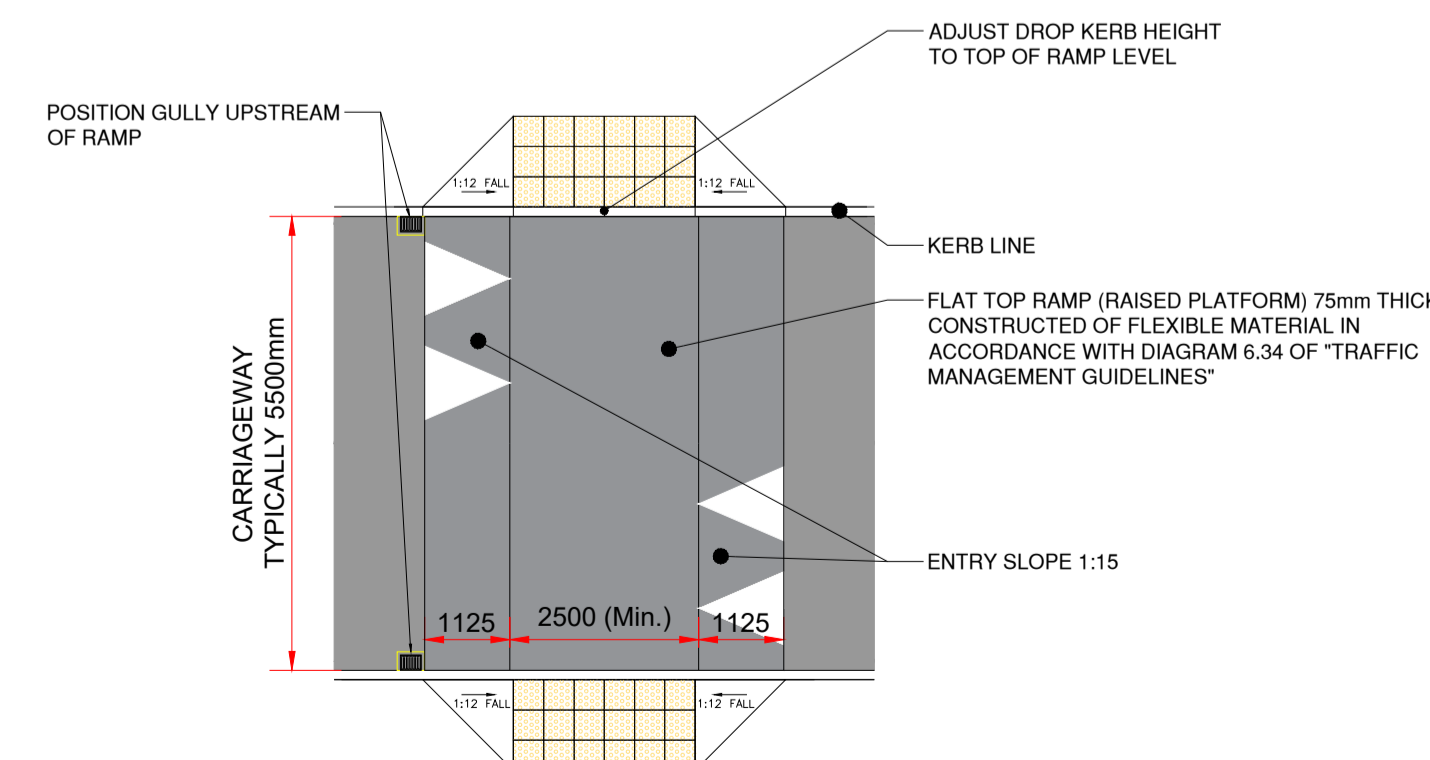 ADJUST DROP KERB HEIGHT
TO TOP OF RAMP LEVEL
POSITION GULLY UPSTREAM
OF RAMP
1:12 FALL
1:12 FALL
KERB LINE
FLAT TOP RAMP (RAISED PLATFORM) 75mm THICK
CONSTRUCTED OF FLEXIBLE MATERIAL IN
ACCORDANCE WITH DIAGRAM 6.34 OF "TRAFFIC
MANAGEMENT GUIDELINES"
CARRIAGEWAY
TYPICALLY 5500mm
ENTRY SLOPE 1:15
1125
2500 (Min.)
1125
1:12 FALL
1:12 FALL